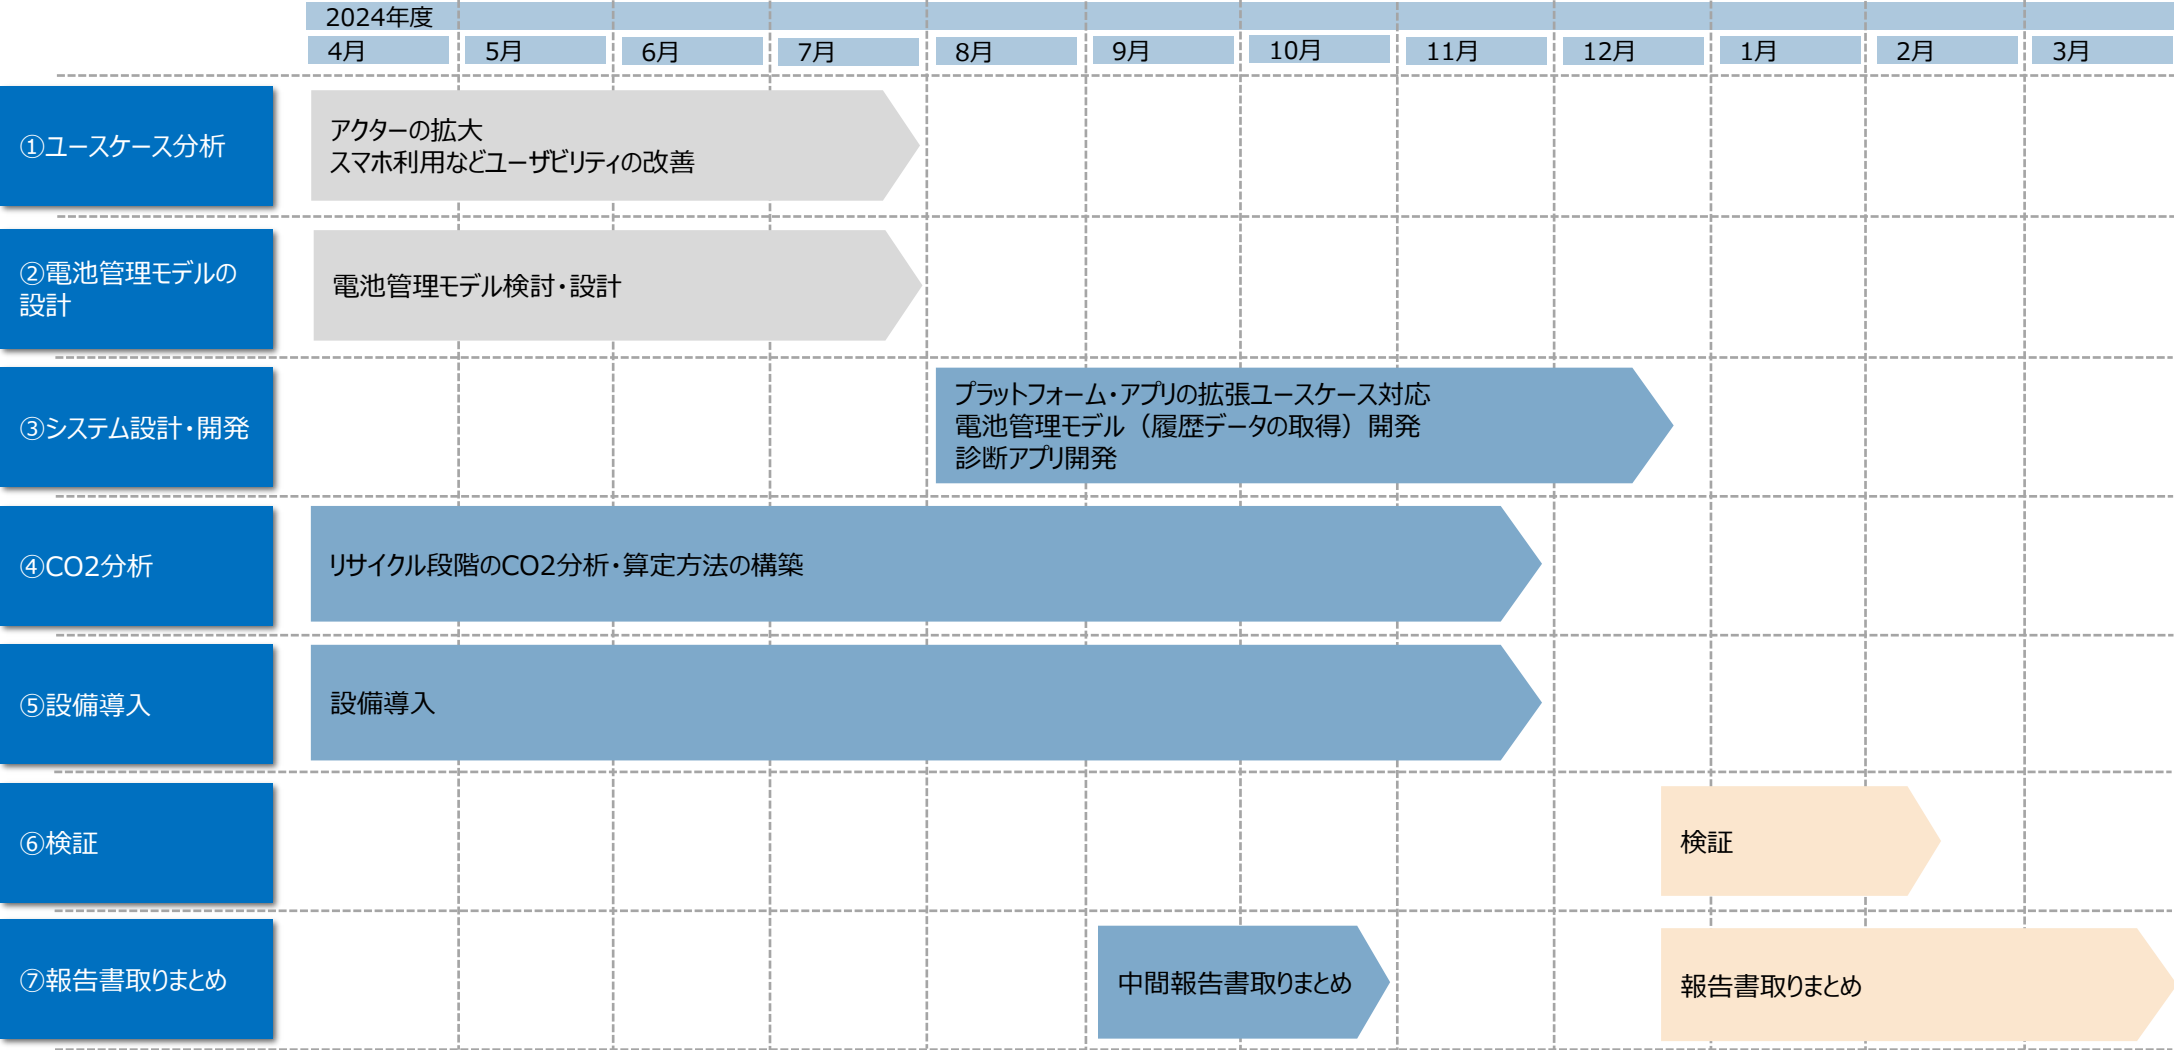 2024年度
4月 5月 6月 7月 8月 9月 10月 11月 12月 1月 2月 3月
①ユースケース分析
アクターの拡大
スマホ利用などユーザビリティの改善
②電池管理モデルの
設計
電池管理モデル検討・設計
③システム設計・開発
プラットフォーム・アプリの拡張ユースケース対応
電池管理モデル（履歴データの取得）開発
診断アプリ開発
④CO2分析
リサイクル段階のCO2分析・算定方法の構築
⑤設備導入
設備導入
⑥検証
検証
⑦報告書取りまとめ
中間報告書取りまとめ
報告書取りまとめ